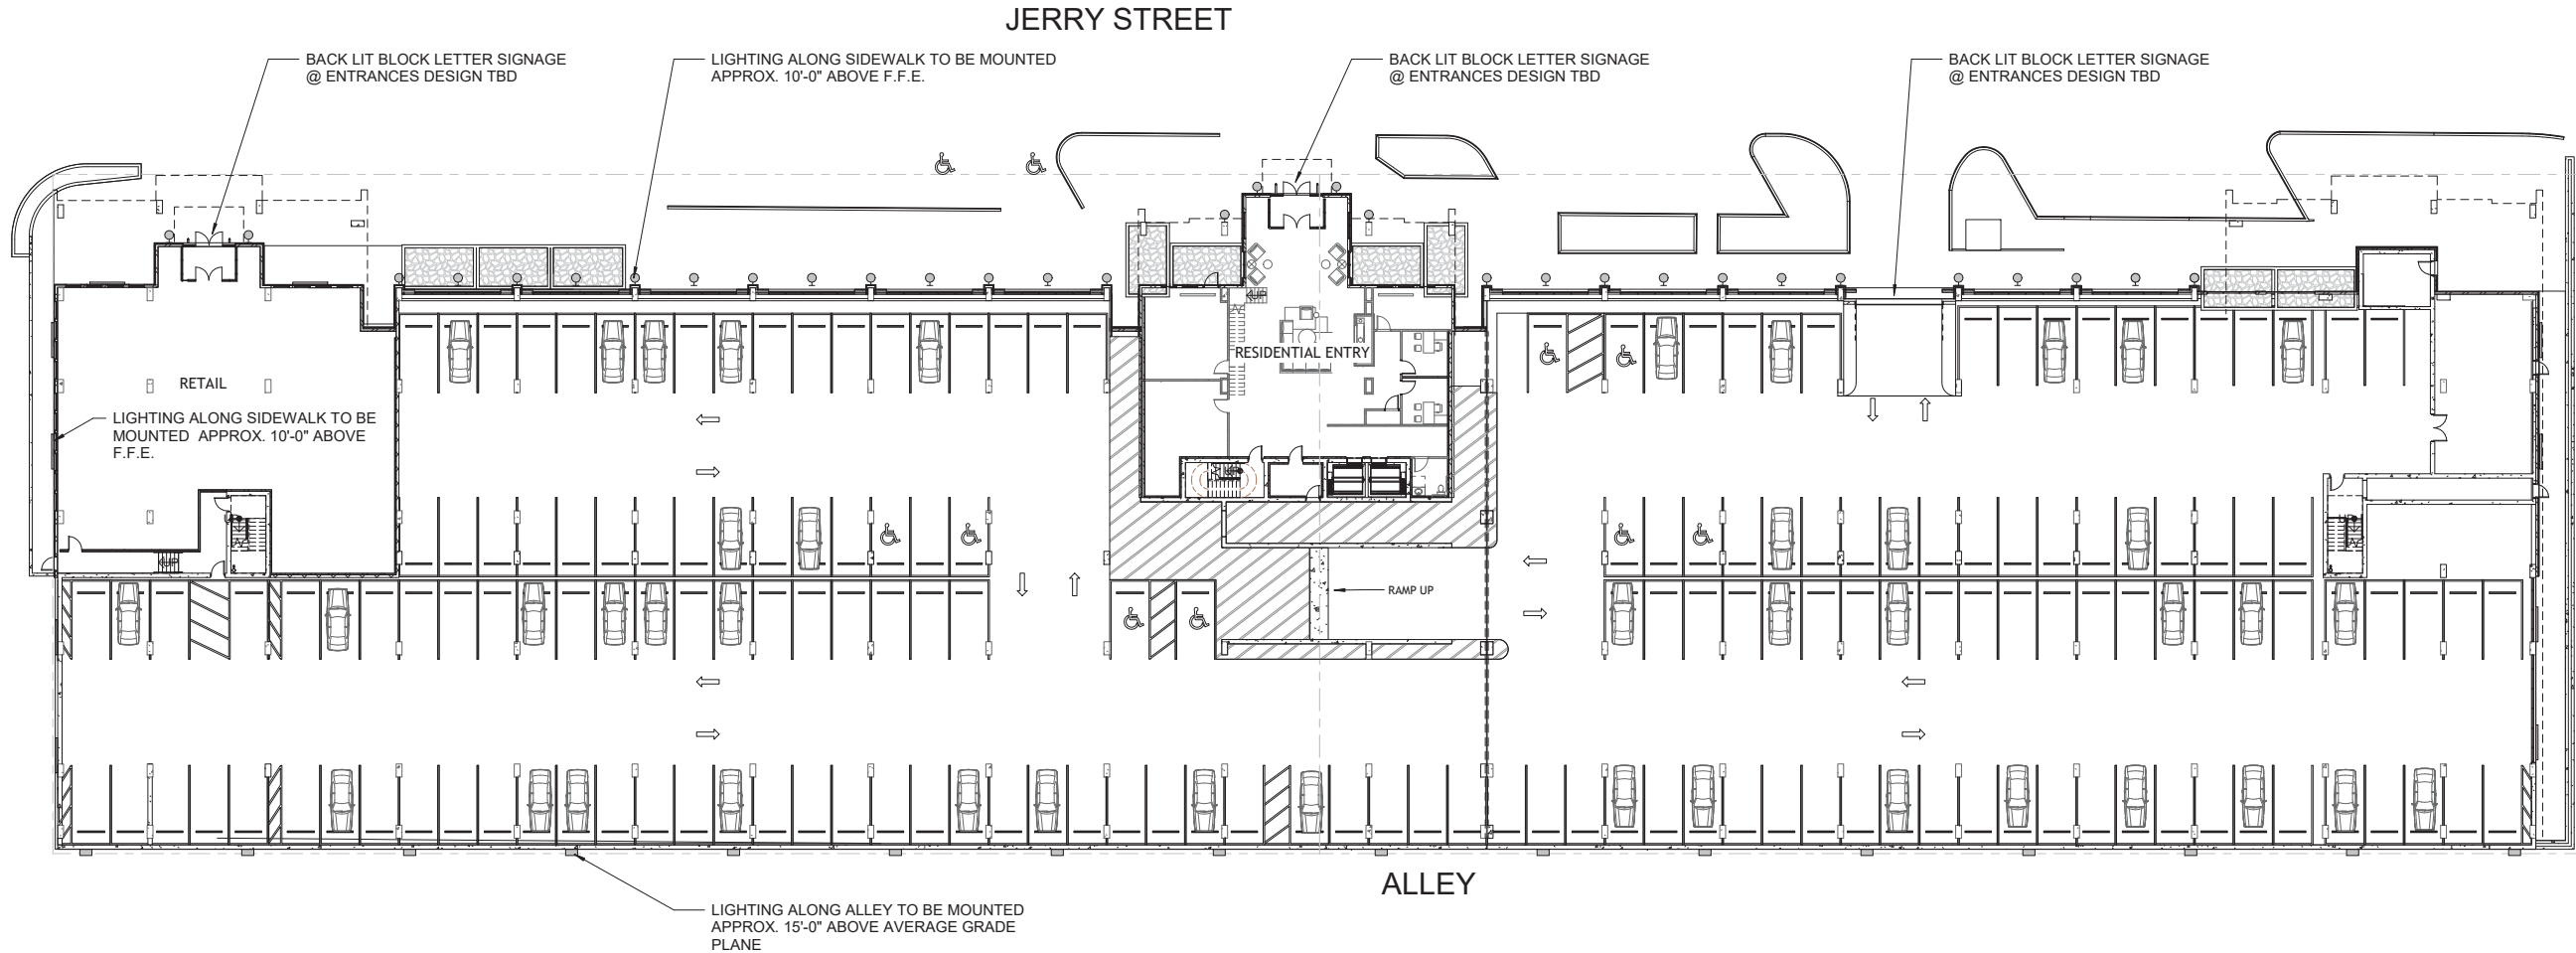 JERRY STREET
BACK LIT BLOCK LETTER SIGNAGE
@ ENTRANCES DESIGN TBD
LIGHTING ALONG SIDEWALK TO BE MOUNTED
APPROX. 10'-0" ABOVE F.F.E.
BACK LIT BLOCK LETTER SIGNAGE
@ ENTRANCES DESIGN TBD
BACK LIT BLOCK LETTER SIGNAGE
@ ENTRANCES DESIGN TBD
UP
RESIDENTIAL ENTRY
RETAIL
LIGHTING ALONG SIDEWALK TO BE
MOUNTED APPROX. 10'-0" ABOVE
F.F.E.
UP
RAMP UP
ALLEY
LIGHTING ALONG ALLEY TO BE MOUNTED
APPROX. 15'-0" ABOVE AVERAGE GRADE
PLANE